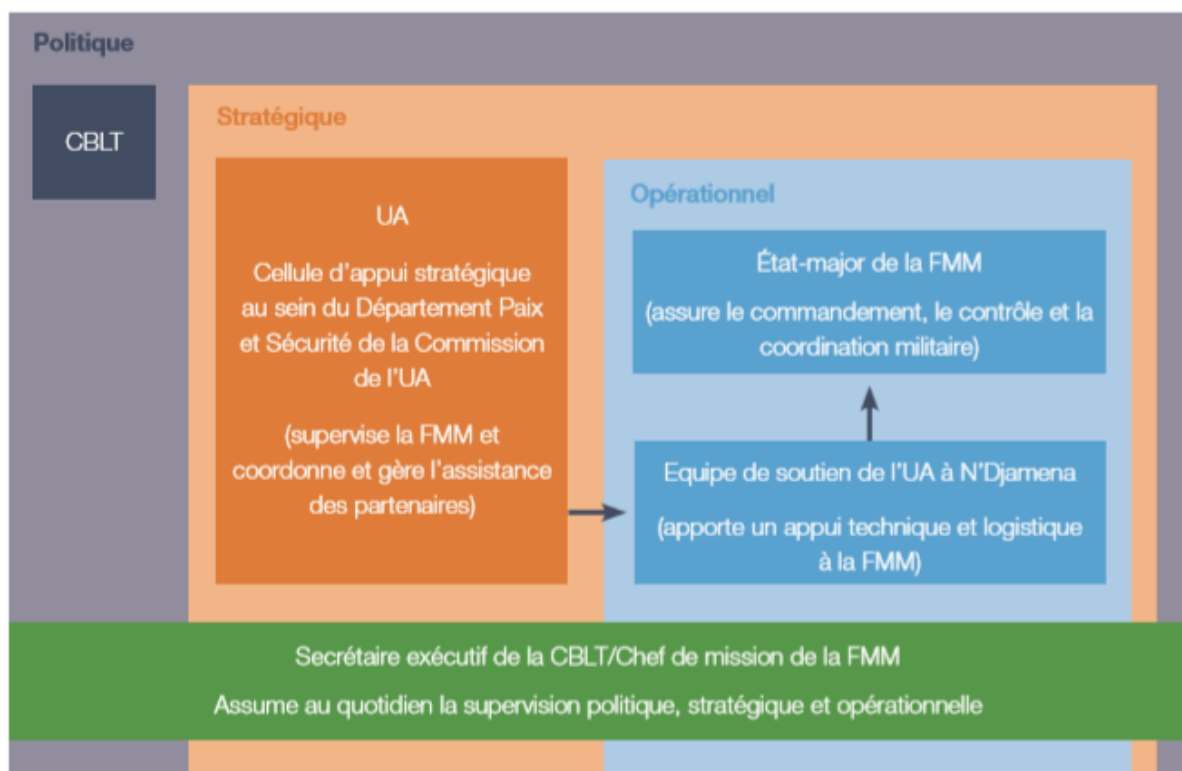 Politique
CBLT
Stratégique
UA
Cellule d'appui stratégique
au sein du Département Paix
et Sécurité de la Commission
de l'UA
(supervise la FMM et
coordonne et gère l'assistance
des partenaires)
Opérationnel
État-major de la FMM
(assure le commandement, le contrôle et la
coordination militaire)
Equipe de soutien de l'UA à N'Djamena
(apporte un appui technique et logistique
à la FMM)
Secrétaire exécutif de la CBLT/Chef de mission de la FMM
Assume au quotidien la supervision politique, stratégique et opérationnelle